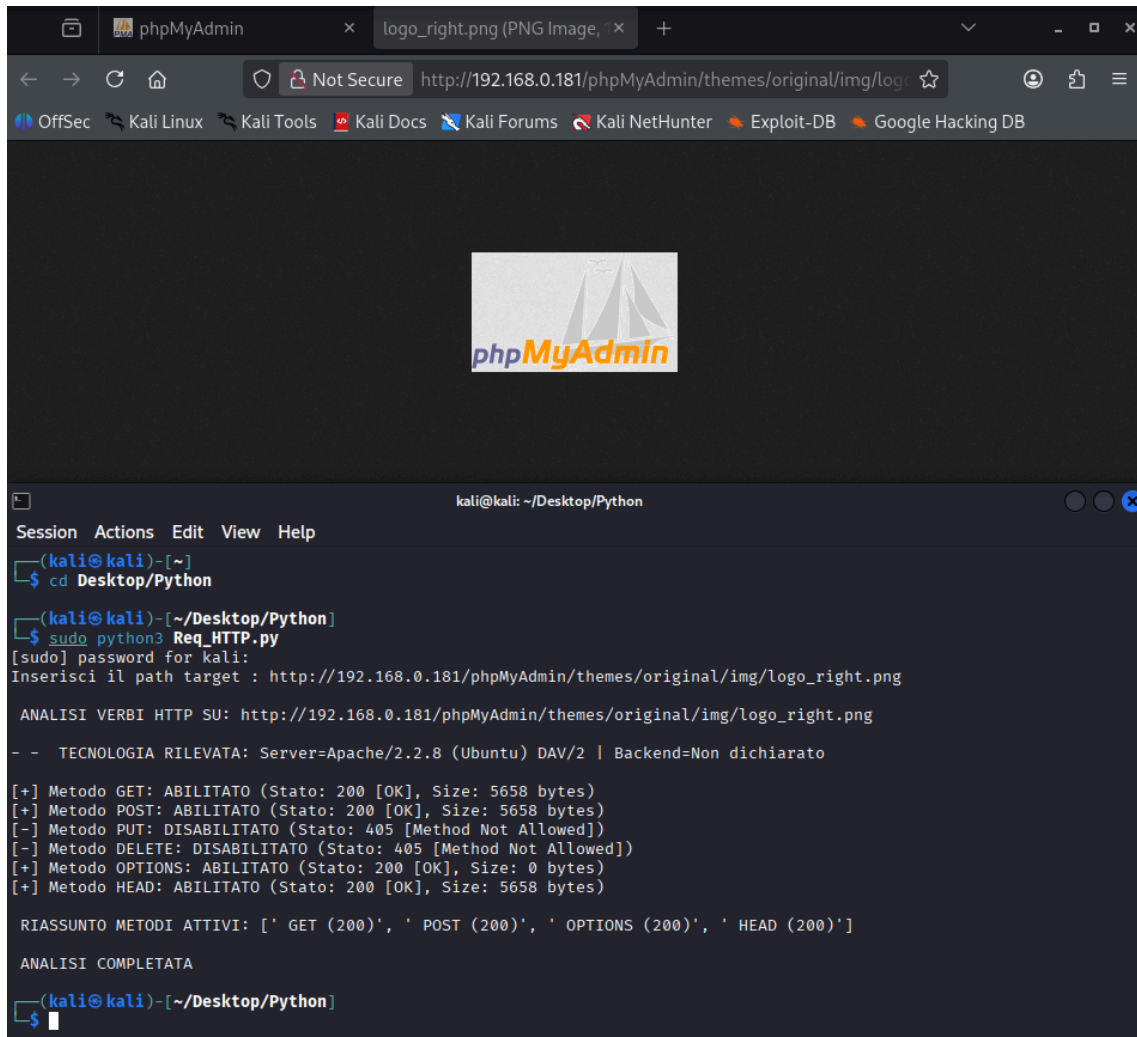 phpMyAdmin
logo_right.png (PNG Image, 1
Not Secure http://192.168.0.181/phpMyAdmin/themes/original/img/logo
OffSec Kali Linux Kali Tools Kali Docs Kali Forums Kali NetHunter Exploit-DB Google Hacking DB
phpMyAdmin
kali@kali: ~/Desktop/Python
Session Actions Edit View Help
┌──(kali㉿kali)-[~]
└─$ cd Desktop/Python
┌──(kali㉿kali)-[~/Desktop/Python]
└─$ sudo python3 Req_HTTP.py
[sudo] password for kali:
Inserisci il path target : http://192.168.0.181/phpMyAdmin/themes/original/img/logo_right.png
ANALISI VERBI HTTP SU: http://192.168.0.181/phpMyAdmin/themes/original/img/logo_right.png
- - TECNOLOGIA RILEVATA: Server=Apache/2.2.8 (Ubuntu) DAV/2 | Backend=Non dichiarato
[+] Metodo GET: ABILITATO (Stato: 200 [OK], Size: 5658 bytes)
[+] Metodo POST: ABILITATO (Stato: 200 [OK], Size: 5658 bytes)
[-] Metodo PUT: DISABILITATO (Stato: 405 [Method Not Allowed])
[-] Metodo DELETE: DISABILITATO (Stato: 405 [Method Not Allowed])
[+] Metodo OPTIONS: ABILITATO (Stato: 200 [OK], Size: 0 bytes)
[+] Metodo HEAD: ABILITATO (Stato: 200 [OK], Size: 5658 bytes)
RIASSUNTO METODI ATTIVI: [' GET (200)', ' POST (200)', ' OPTIONS (200)', ' HEAD (200)']
ANALISI COMPLETATA
┌──(kali㉿kali)-[~/Desktop/Python]
└─$